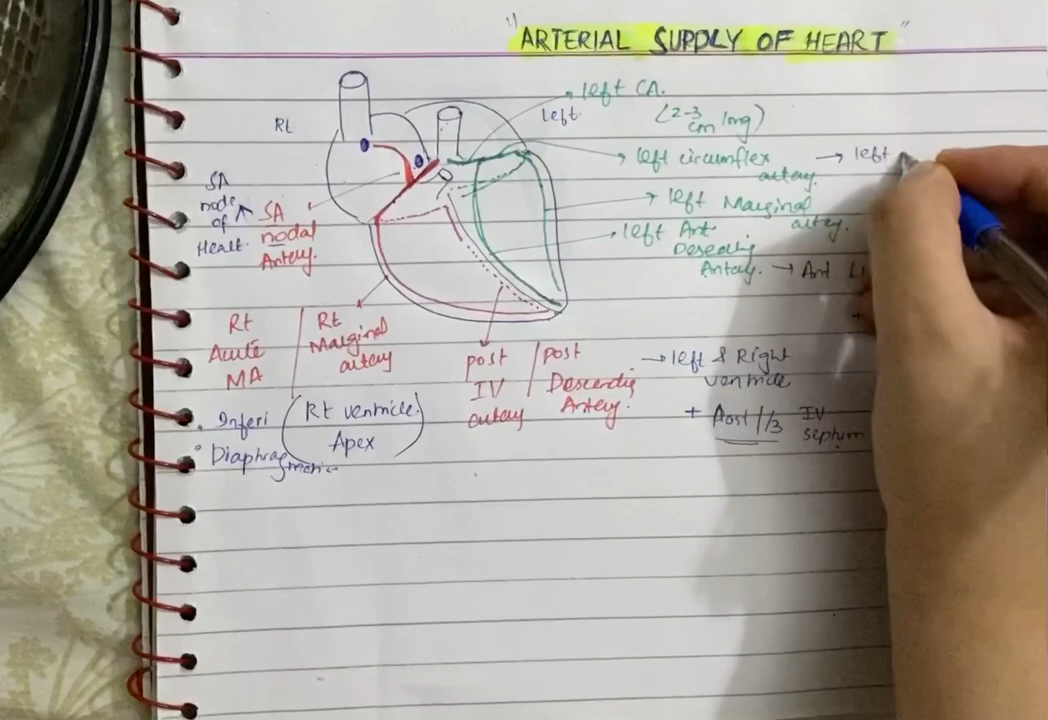 " ARTERIAL SUPPLY OF HEART "
left CA.
(2-3 cm long)
Rt
Left
left circumflex artery. → left
left Marginal artery.
left Ant Descending Artery. → Ant
+
SA node of Heart.
SA nodal Artery.
Rt Acute MA
Rt Marginal artery
post IV artery
post Descending Artery.
→ left & Right ventricle
+ Post 1/3 IV septum
• Inferi
• Diaphragmatic
(Rt ventricle. Apex)